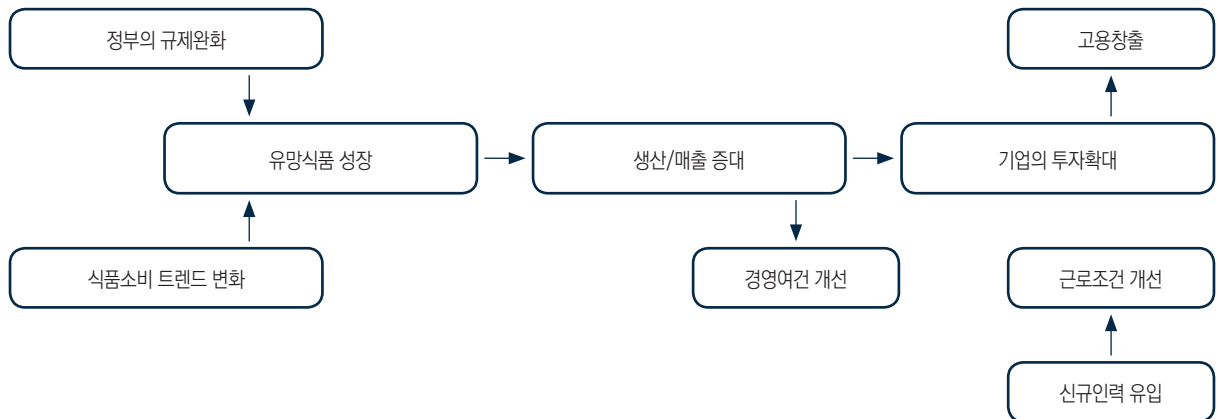 정부의 규제완화
고용창출
유망식품 성장
생산/매출 증대
기업의 투자확대
식품소비 트렌드 변화
경영여건 개선
근로조건 개선
신규인력 유입